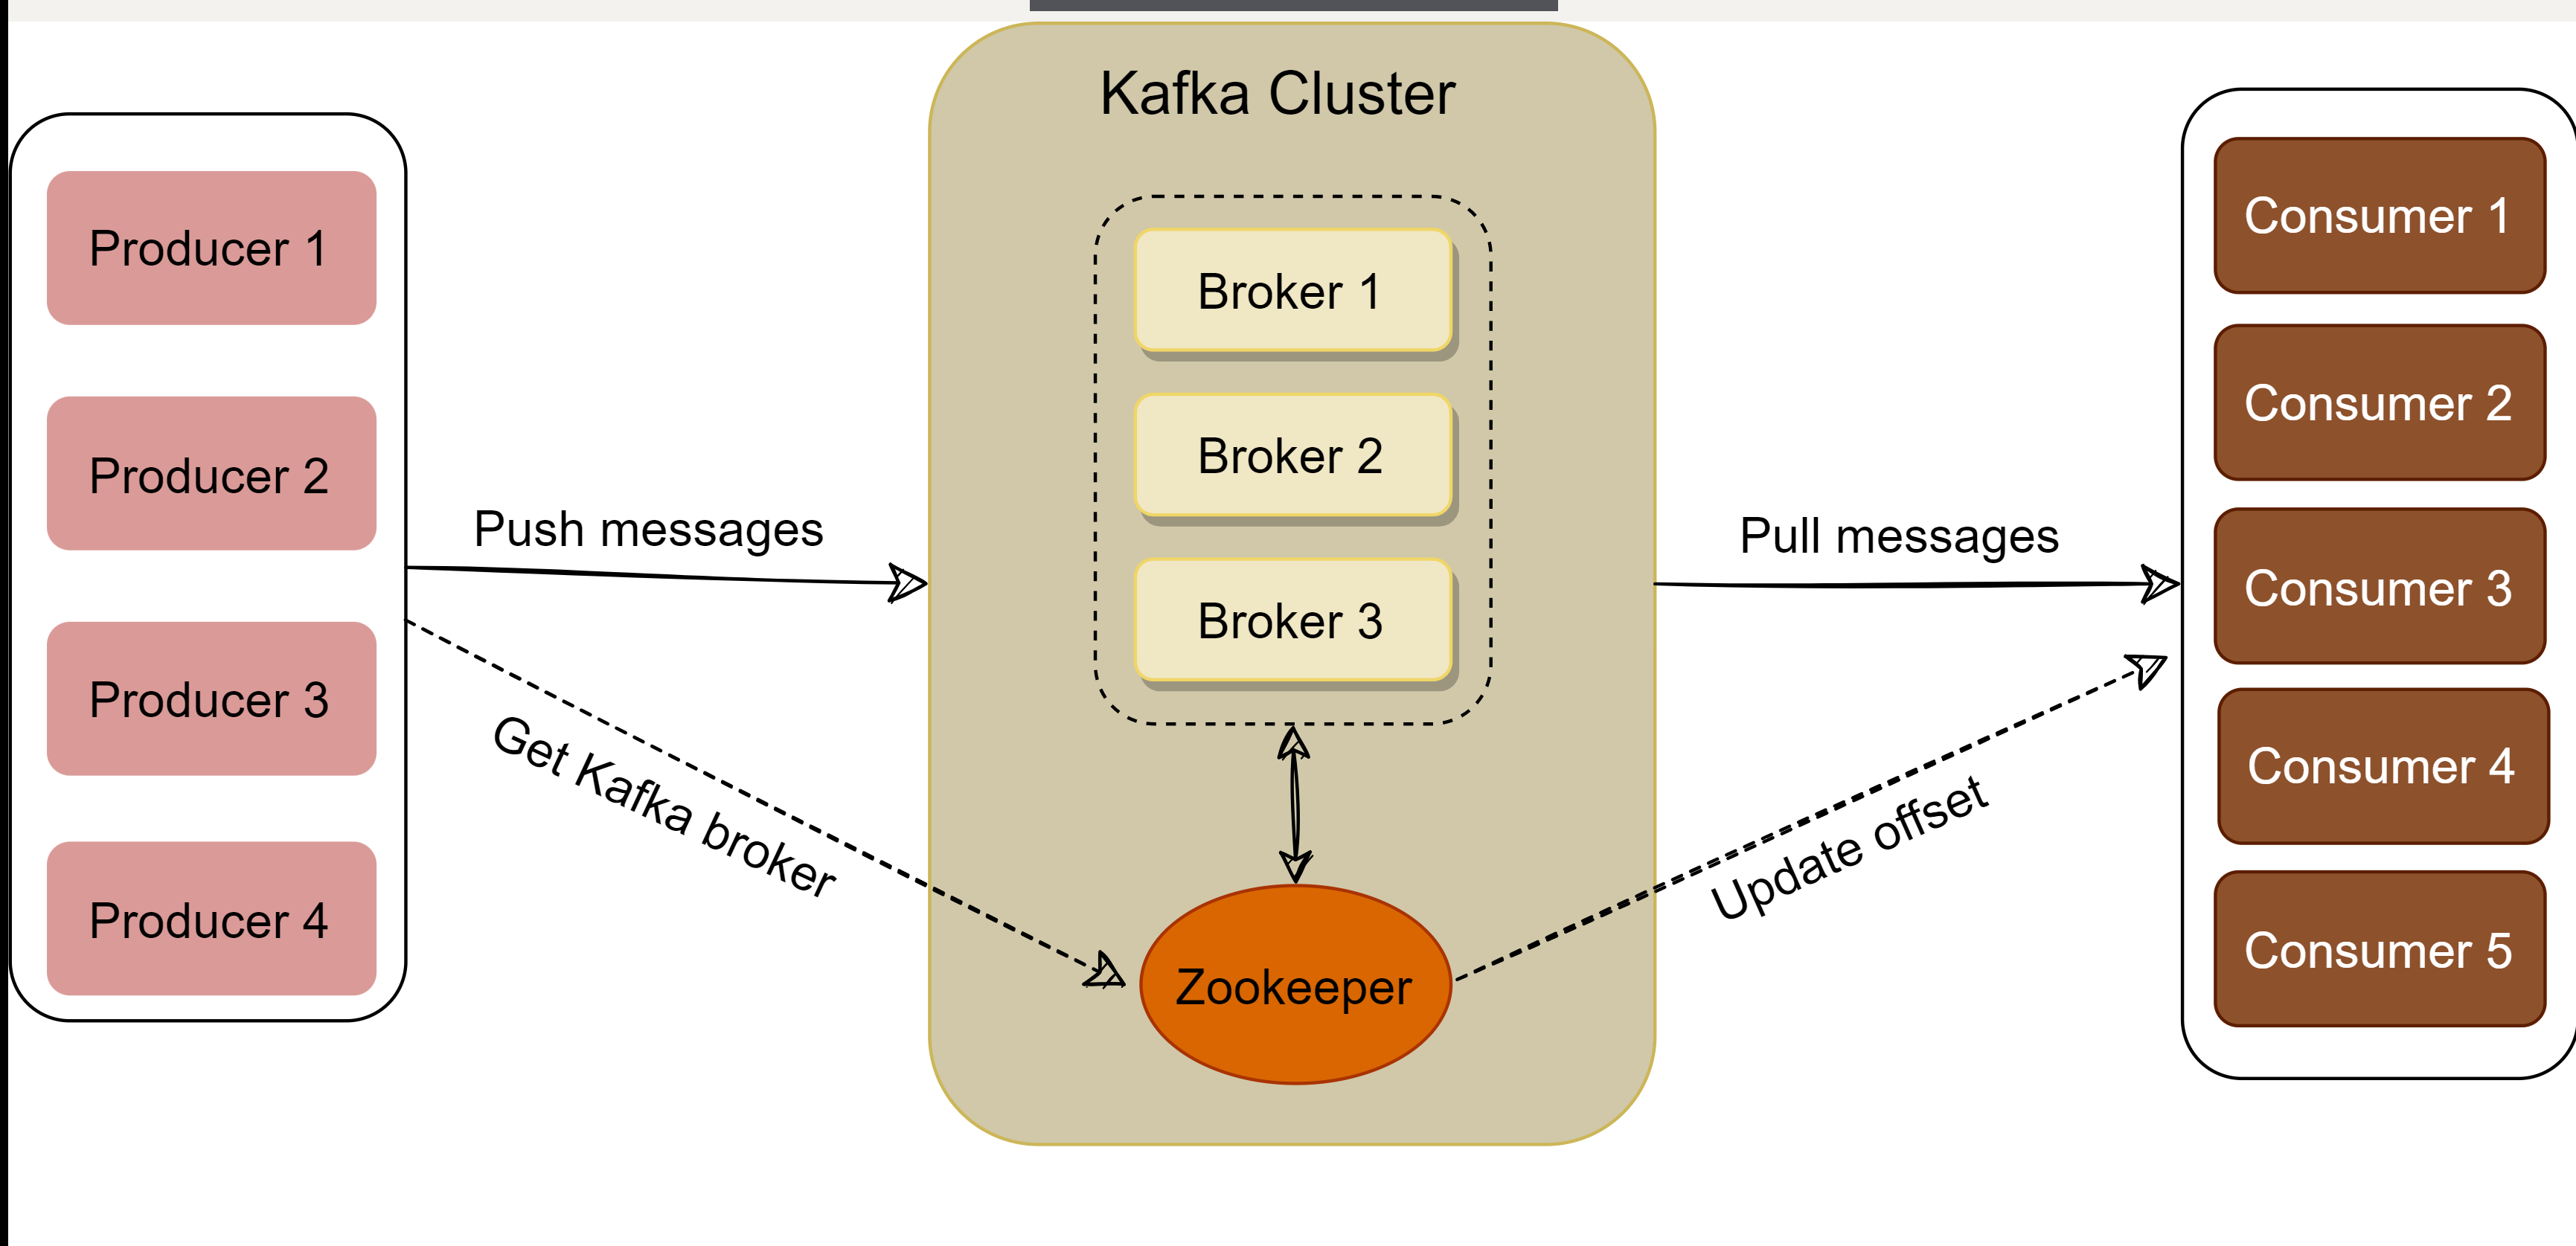 Kafka Cluster
Producer 1
Producer 2
Producer 3
Producer 4
Push messages
Get Kafka broker
Broker 1
Broker 2
Broker 3
Zookeeper
Pull messages
Update offset
Consumer 1
Consumer 2
Consumer 3
Consumer 4
Consumer 5